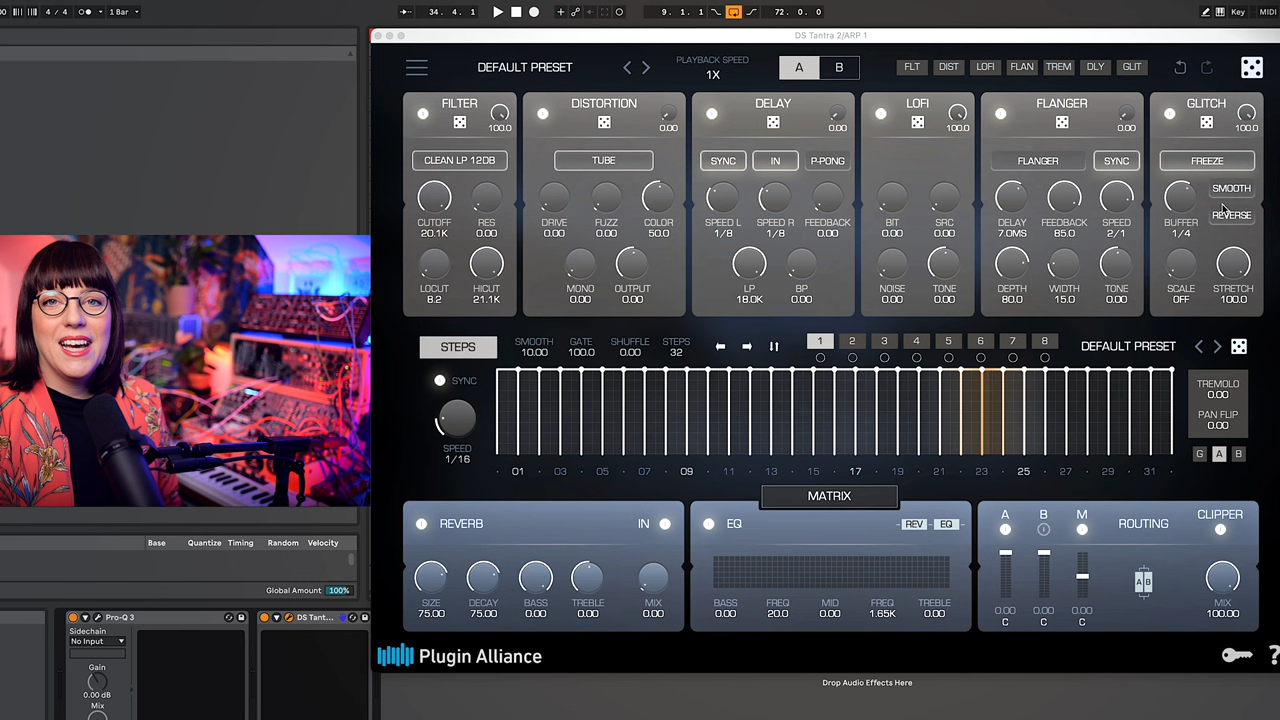 00 4 / 4 1 Bar 34. 4. 1 9. 1. 1 72. 0. 0 Key MIDI
DS Tantra 2/ARP 1
DEFAULT PRESET PLAYBACK SPEED A B FLT DIST LOFI FLAN TREM DLY GLIT
1X
FILTER DISTORTION DELAY LOFI FLANGER GLITCH
100.0 0.00 0.00 100.0 0.00 100.0
CLEAN LP 12DB TUBE SYNC IN P-PONG FLANGER SYNC FREEZE
SMOOTH
REVERSE
CUTOFF RES DRIVE FUZZ COLOR SPEED L SPEED R FEEDBACK BIT SRC DELAY FEEDBACK SPEED BUFFER
20.1K 0.00 0.00 0.00 50.0 1/8 1/8 0.00 0.00 0.00 7.0MS 85.0 2/1 1/4
LOCUT HICUT MONO OUTPUT LP BP NOISE TONE DEPTH WIDTH TONE SCALE STRETCH
8.2 21.1K 0.00 0.00 18.0K 0.00 0.00 0.00 80.0 15.0 0.00 OFF 100.0
STEPS SMOOTH GATE SHUFFLE STEPS 1 2 3 4 5 6 7 8 DEFAULT PRESET
10.00 100.0 0.00 32
SYNC
SPEED
1/16
TREMOLO
0.00
PAN FLIP
0.00
G A B
01 03 05 07 09 11 13 15 17 19 21 23 25 27 29 31
MATRIX
REVERB IN EQ REV EQ A B M ROUTING CLIPPER
A B
SIZE DECAY BASS TREBLE MIX BASS FREQ MID FREQ TREBLE 0.00 0.00 0.00 MIX
75.00 75.00 0.00 0.00 0.00 0.00 20.0 0.00 1.65K 0.00 C C 100.00
Plugin Alliance ?
Drop Audio Effects Here
Base Quantize Timing Random Velocity
Global Amount 100%
Pro-Q 3 DS Tant...
Sidechain
No Input
Gain
0.00 dB
Mix